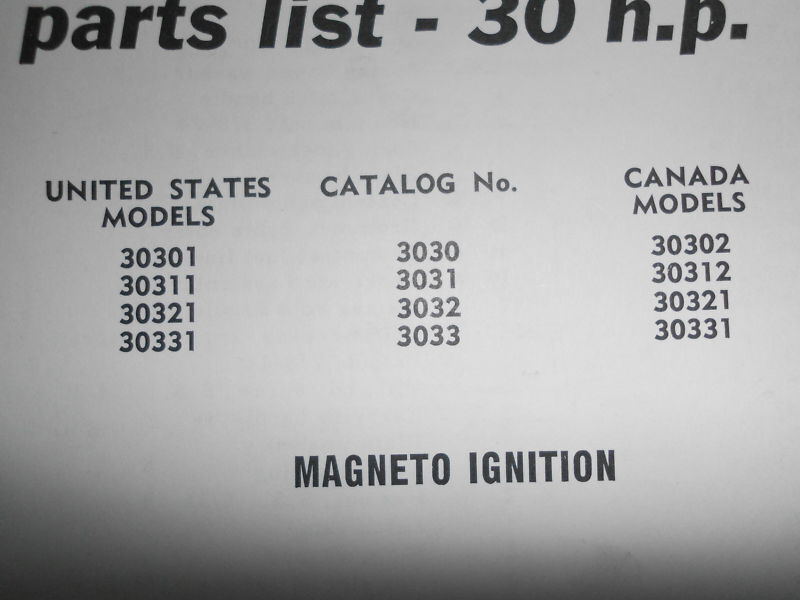 parts list - 30 h.p.
UNITED STATES MODELS
CATALOG No.
CANADA MODELS
30301 3030 30302
30311 3031 30312
30321 3032 30321
30331 3033 30331
MAGNETO IGNITION